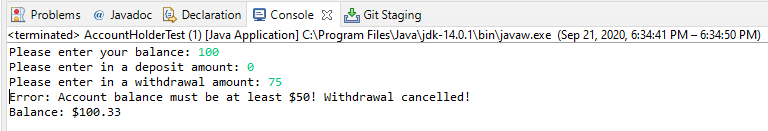 Problems @ Javadoc Declaration Console Git Staging
<terminated> AccountHolderTest (1) [Java Application] C:\Program Files\Java\jdk-14.0.1\bin\javaw.exe (Sep 21, 2020, 6:34:41 PM – 6:34:50 PM)
Please enter your balance: 100
Please enter in a deposit amount: 0
Please enter in a withdrawal amount: 75
Error: Account balance must be at least $50! Withdrawal cancelled!
Balance: $100.33